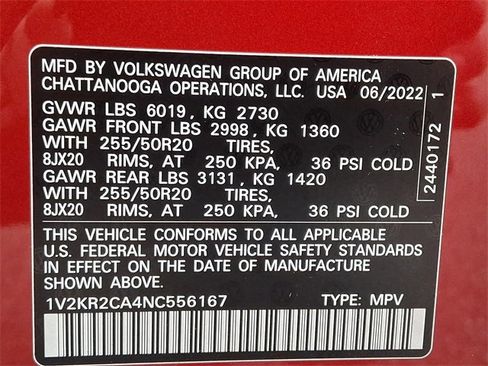 MFD BY VOLKSWAGEN GROUP OF AMERICA
CHATTANOOGA OPERATIONS, LLC. USA 06/2022
GVWR LBS 6019, KG 2730
GAWR FRONT LBS 2998, KG 1360
WITH 255/50R20 TIRES,
8JX20 RIMS, AT 250 KPA, 36 PSI COLD
GAWR REAR LBS 3131, KG 1420
WITH 255/50R20 TIRES,
8JX20 RIMS, AT 250 KPA, 36 PSI COLD
THIS VEHICLE CONFORMS TO ALL APPLICABLE
U.S. FEDERAL MOTOR VEHICLE SAFETY STANDARDS
IN EFFECT ON THE DATE OF MANUFACTURE
SHOWN ABOVE.
1V2KR2CA4NC556167 TYPE: MPV
2440172 1